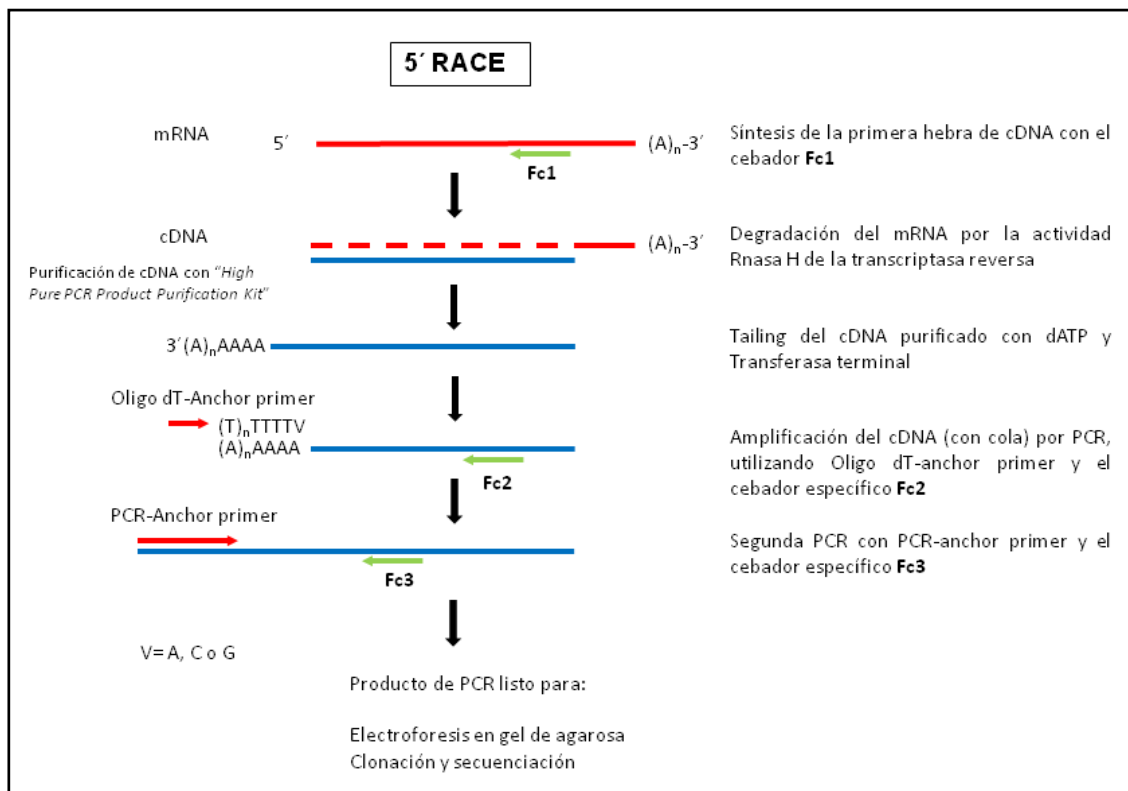 5´ RACE
mRNA
5´
(A)n-3´
Fc1
Síntesis de la primera hebra de cDNA con el
cebador Fc1
cDNA
(A)n-3´
Purificación de cDNA con "High
Pure PCR Product Purification Kit"
Degradación del mRNA por la actividad
Rnasa H de la transcriptasa reversa
3´(A)nAAAA
Tailing del cDNA purificado con dATP y
Transferasa terminal
Oligo dT-Anchor primer
(T)nTTTTV
(A)nAAAA
Fc2
Amplificación del cDNA (con cola) por PCR,
utilizando Oligo dT-anchor primer y el
cebador específico Fc2
PCR-Anchor primer
Fc3
Segunda PCR con PCR-anchor primer y el
cebador específico Fc3
V= A, C o G
Producto de PCR listo para:
Electroforesis en gel de agarosa
Clonación y secuenciación